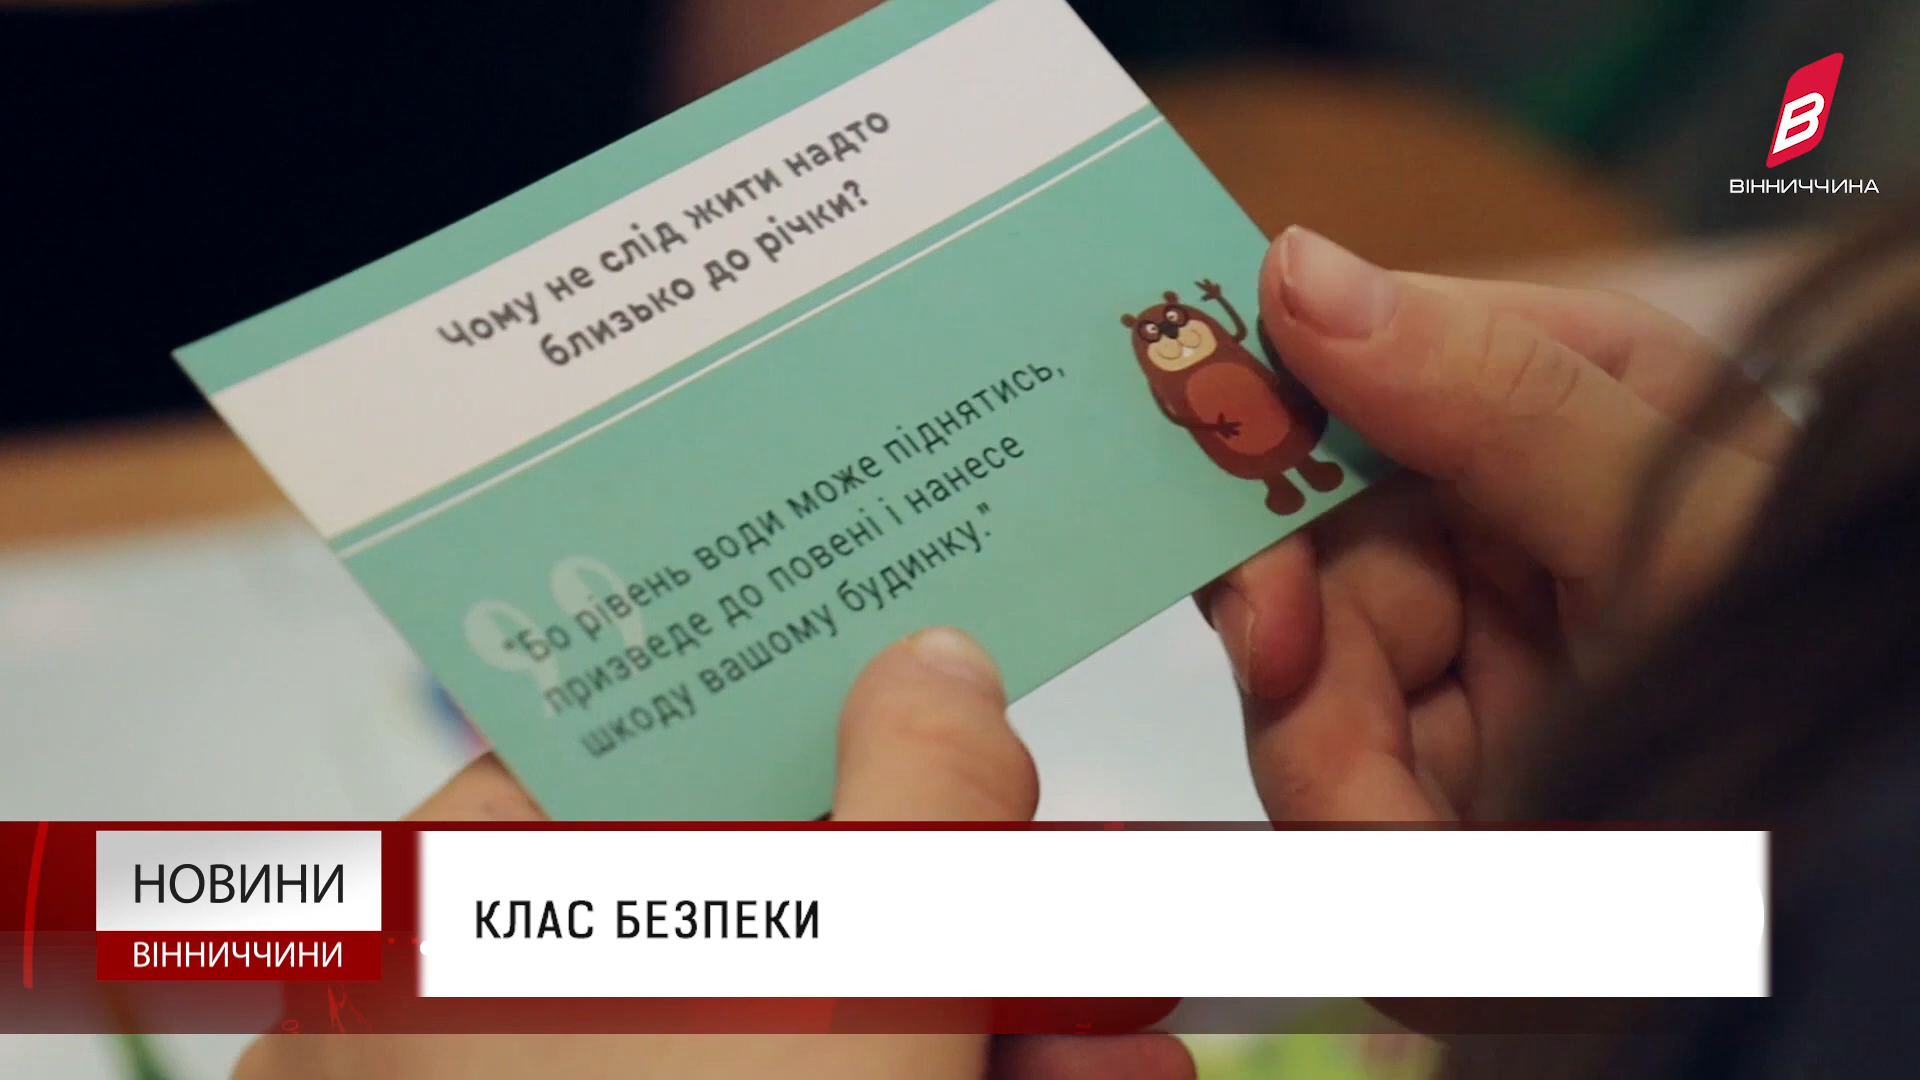 Чому не слід жити надто
близько до річки?
"Бо рівень води може піднятись,
призведе до повені і нанесе
шкоду вашому будинку."
В
ВІННИЧЧИНА
НОВИНИ
ВІННИЧЧИНИ
КЛАС БЕЗПЕКИ